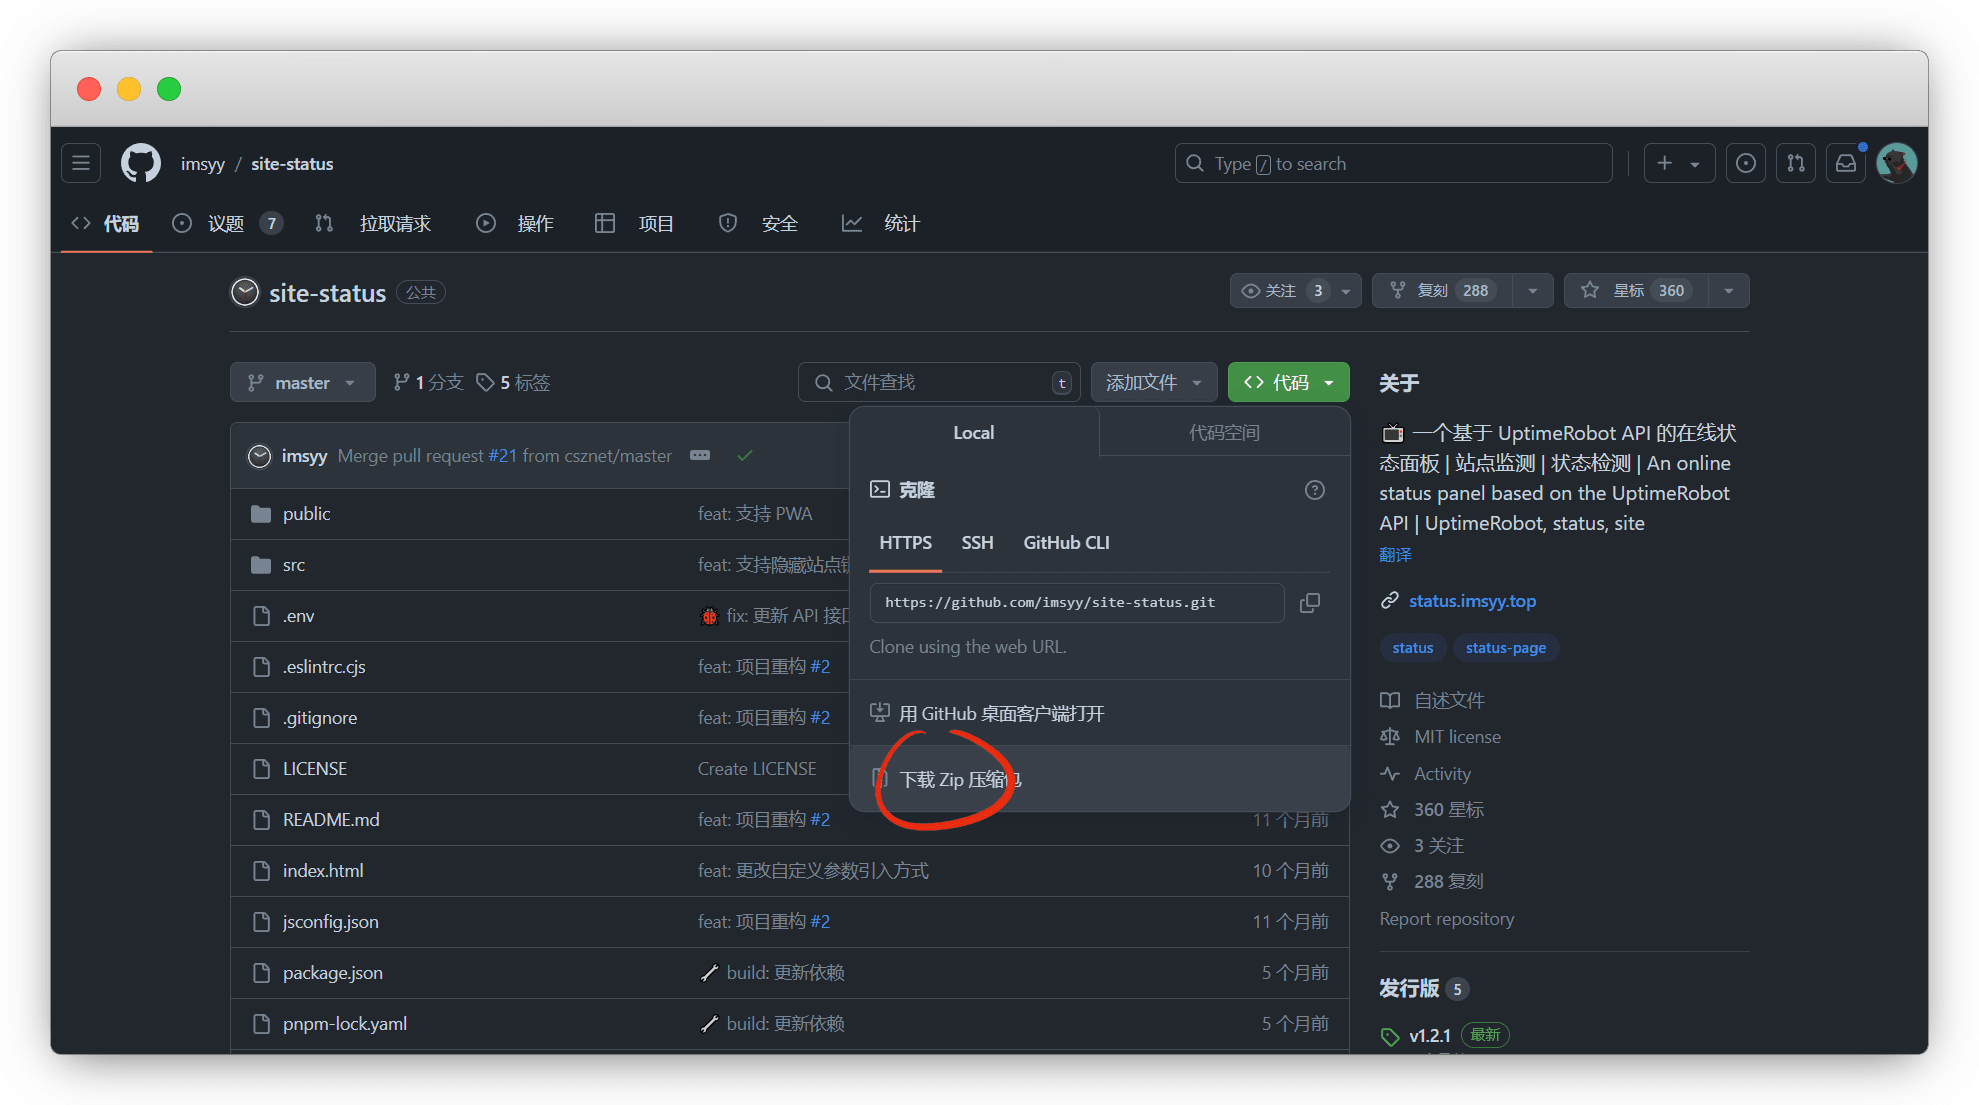 imsyy / site-status
Type / to search
代码
议题 7
拉取请求
操作
项目
安全
统计
site-status 公共
关注 3
复刻 288
星标 360
master
1 分支
5 标签
文件查找 t
添加文件
代码
imsyy Merge pull request #21 from csznet/master
public feat: 支持 PWA
src feat: 支持隐藏站点
.env fix: 更新 API 接
.eslintrc.cjs feat: 项目重构 #2
.gitignore feat: 项目重构 #2
LICENSE Create LICENSE
README.md feat: 项目重构 #2 11 个月前
index.html feat: 更改自定义参数引入方式 10 个月前
jsconfig.json feat: 项目重构 #2 11 个月前
package.json build: 更新依赖 5 个月前
pnpm-lock.yaml build: 更新依赖 5 个月前
Local
代码空间
克隆
HTTPS SSH GitHub CLI
https://github.com/imsyy/site-status.git
Clone using the web URL.
用 GitHub 桌面客户端打开
下载 Zip 压缩包
关于
一个基于 UptimeRobot API 的在线状
态面板 | 站点监测 | 状态检测 | An online
status panel based on the UptimeRobot
API | UptimeRobot, status, site
翻译
status.imsyy.top
status status-page
自述文件
MIT license
Activity
360 星标
3 关注
288 复刻
Report repository
发行版 5
v1.2.1 最新